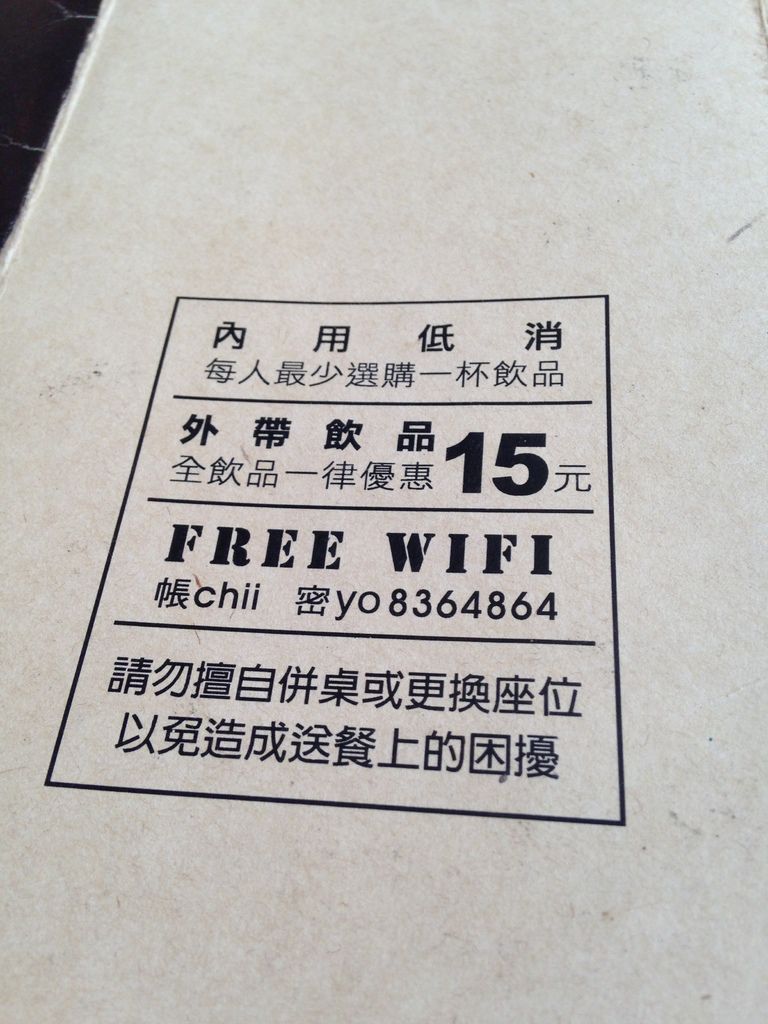 內用低消
每人最少選購一杯飲品
外帶飲品
全飲品一律優惠15元
FREE WIFI
帳chii 密yo8364864
請勿擅自併桌或更換座位
以免造成送餐上的困擾